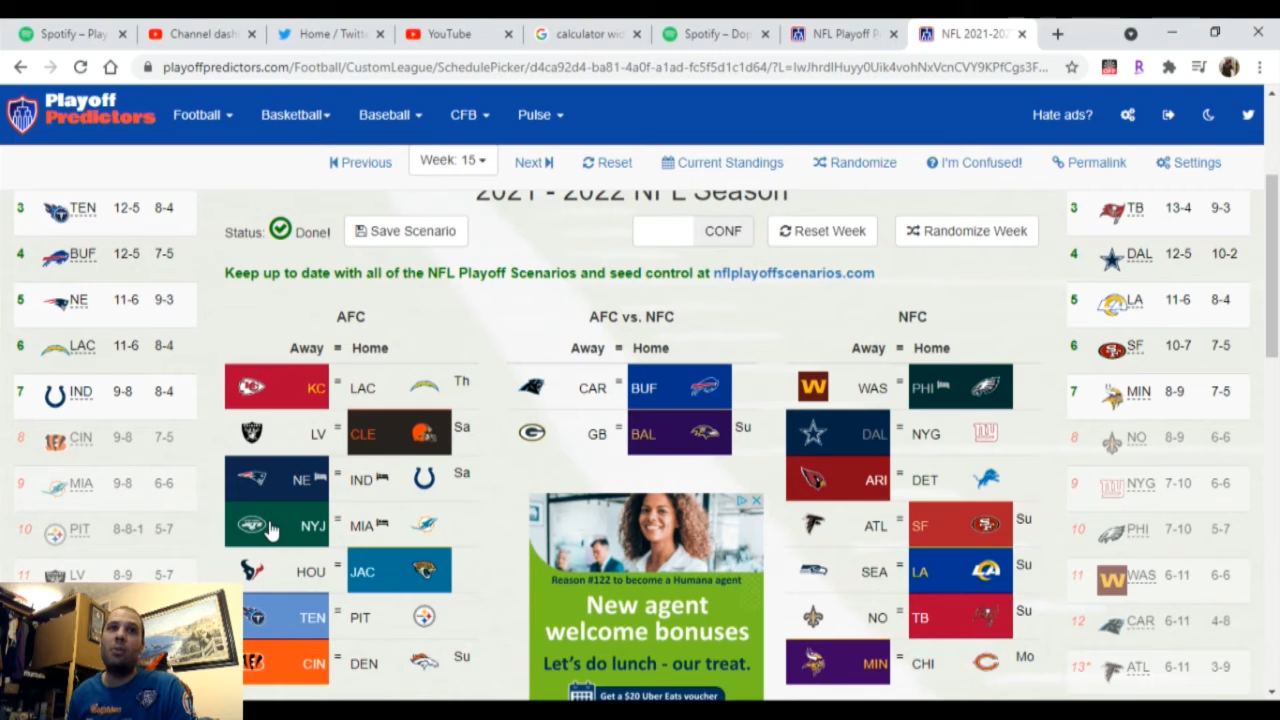 Spotify – Play
Channel dash
Home / Twitt
YouTube
calculator wid
Spotify – Dop
NFL Playoff P
NFL 2021-202
playoffpredictors.com/Football/CustomLeague/SchedulePicker/d4ca92d4-ba81-4a0f-a1ad-fc5f5d1c1d64/?L=IwJhrdIHuyy0Uik4vohNxVcnCVY9KPfCgs3F...
OFF
Playoff
Predictors
Football
Basketball
Baseball
CFB
Pulse
Hate ads?
Previous
Week: 15
Next
Reset
Current Standings
Randomize
I'm Confused!
Permalink
Settings
2021 - 2022 NFL Season
Status: Done!
Save Scenario
CONF
Reset Week
Randomize Week
Keep up to date with all of the NFL Playoff Scenarios and seed control at nflplayoffscenarios.com
3 TEN 12-5 8-4
4 BUF 12-5 7-5
5 NE 11-6 9-3
6 LAC 11-6 8-4
7 IND 9-8 8-4
8 CIN 9-8 7-5
9 MIA 9-8 6-6
10 PIT 8-8-1 5-7
11 LV 8-9 5-7
AFC
Away = Home
KC = LAC Th
LV = CLE Sa
NE = IND Sa
NYJ = MIA
HOU = JAC
TEN = PIT
CIN = DEN Su
AFC vs. NFC
Away = Home
CAR = BUF
GB = BAL Su
Reason #122 to become a Humana agent
New agent
welcome bonuses
Let's do lunch - our treat.
Get a $20 Uber Eats voucher
NFC
Away = Home
WAS = PHI
DAL = NYG
ARI = DET
ATL = SF Su
SEA = LA Su
NO = TB Su
MIN = CHI Mo
3 TB 13-4 9-3
4 DAL 12-5 10-2
5 LA 11-6 8-4
6 SF 10-7 7-5
7 MIN 8-9 7-5
8 NO 8-9 6-6
9 NYG 7-10 6-6
10 PHI 7-10 5-7
11 WAS 6-11 6-6
12 CAR 6-11 4-8
13* ATL 6-11 3-9